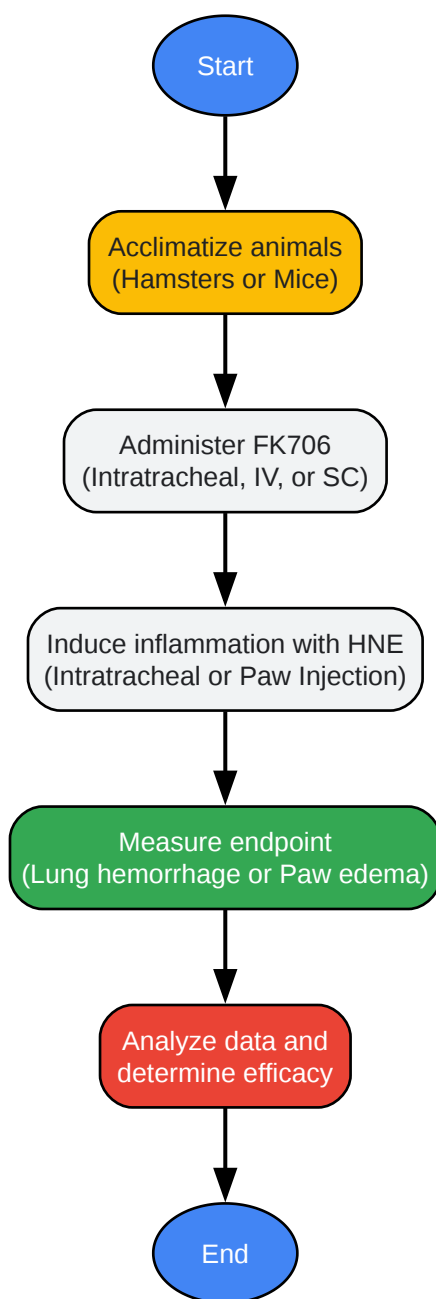 Start
Acclimatize animals
(Hamsters or Mice)
Administer FK706
(Intratracheal, IV, or SC)
Induce inflammation with HNE
(Intratracheal or Paw Injection)
Measure endpoint
(Lung hemorrhage or Paw edema)
Analyze data and
determine efficacy
End